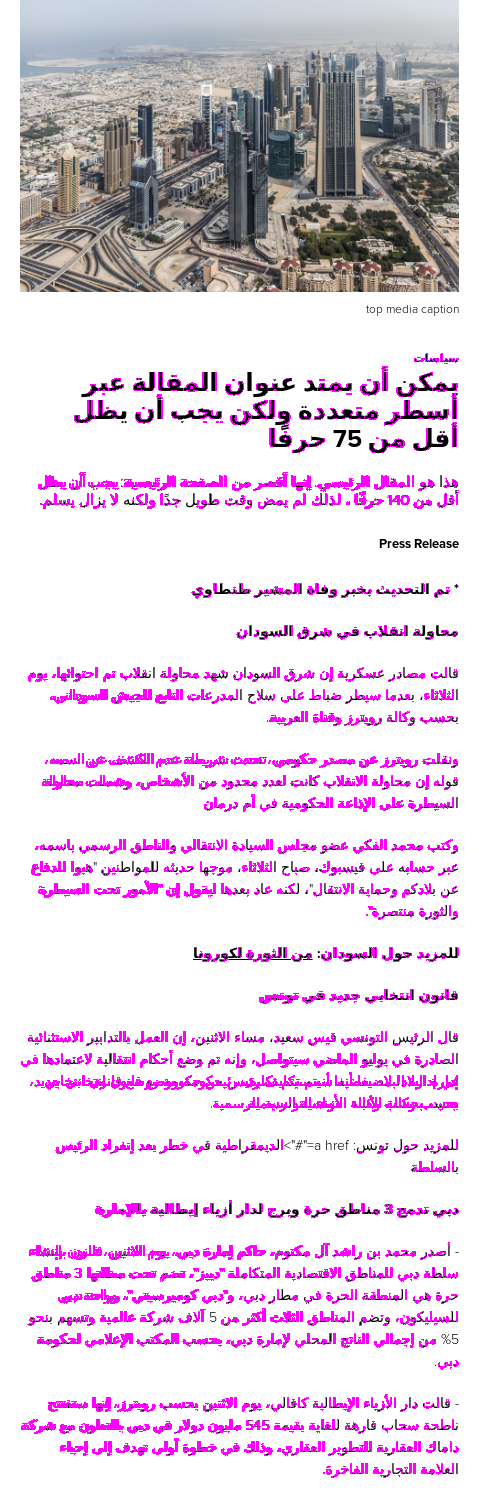 top media caption
سياسات
يمكن أن يمتد عنوان المقالة عبر
أسطر متعددة ولكن يجب أن يظل
أقل من 75 حرفًا
هذا هو المقال الرئيسي. إنها أقصر من الصفحة الرئيسية: يجب أن يظل
أقل من 140 حرفًا ، لذلك لم يمض وقت طويل جدًا ولكنه لا يزال يسلم.
Press Release
* تم التحديث بخبر وفاة المشير طنطاوي
محاولة انقلاب في شرق السودان
قالت مصادر عسكرية إن شرق السودان شهد محاولة انقلاب تم احتوائها، يوم
الثلاثاء، بعدما سيطر ضباط على سلاح المدرعات التابع للجيش السوداني،
بحسب وكالة رويترز وقناة العربية.
ونقلت رويترز عن مصدر حكومي، تحدث شريطة عدم الكشف عن اسمه،
قوله إن محاولة الانقلاب كانت لعدد محدود من الأشخاص، وشملت محاولة
السيطرة على الإذاعة الحكومية في أم درمان
وكتب محمد الفكي عضو مجلس السيادة الانتقالي والناطق الرسمي باسمه،
عبر حسابه على فيسبوك، صباح الثلاثاء، موجها حديثه للمواطنين "هبوا للدفاع
عن بلادكم وحماية الانتقال"، لكنه عاد بعدها ليقول إن "الأمور تحت السيطرة
والثورة منتصرة".
للمزيد حول السودان: من الثورة لكورونا
قانون انتخابي جديد في تونس
قال الرئيس التونسي قيس سعيد، مساء الاثنين، إن العمل بالتدابير الاستثنائية
الصادرة في يوليو الماضي سيتواصل، وإنه تم وضع أحكام انتقالية لاعتمادها في
جديد،
بحسب وكالة الأنباء التونسية الرسمية.
للمزيد حول تونس: a href="#">الديمقراطية في خطر بعد إنفراد الرئيس
بالسلطة
دبي تدمج 3 مناطق حرة وبرج لدار أزياء إيطالية بالإمارة
- أصدر محمد بن راشد آل مكتوم، حاكم إمارة دبي، يوم الاثنين، قانون بإنشاء
سلطة دبي للمناطق الاقتصادية المتكاملة "دييز"، تضم تحت مظلتها 3 مناطق
حرة هي المنطقة الحرة في مطار دبي، و"دبي كوميرسيتي"، وواحة دبي
للسيليكون، وتضم المناطق الثلاث أكثر من 5 آلاف شركة عالمية وتسهم بنحو
5% من إجمالي الناتج المحلي لإمارة دبي، بحسب المكتب الإعلامي لحكومة
دبي.
- قالت دار الأزياء الإيطالية كافالي، يوم الاثنين بحسب رويترز، إنها ستفتح
ناطحة سحاب فارهة للغاية بقيمة 545 مليون دولار في دبي بالتعاون مع شركة
داماك العقارية للتطوير العقاري، وذلك في خطوة أولى تهدف إلى إحياء
العلامة التجارية الفاخرة.